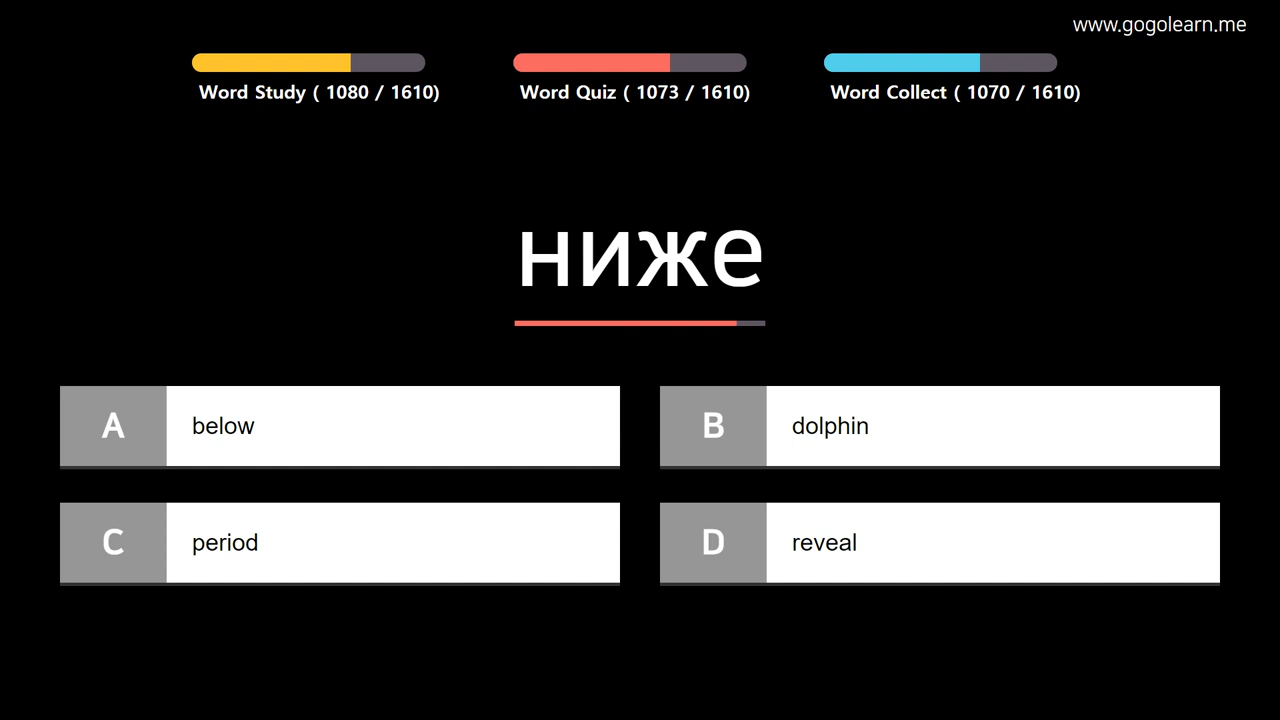 www.gogolearn.me
Word Study ( 1080 / 1610)
Word Quiz ( 1073 / 1610)
Word Collect ( 1070 / 1610)
ниже
A below
B dolphin
C period
D reveal